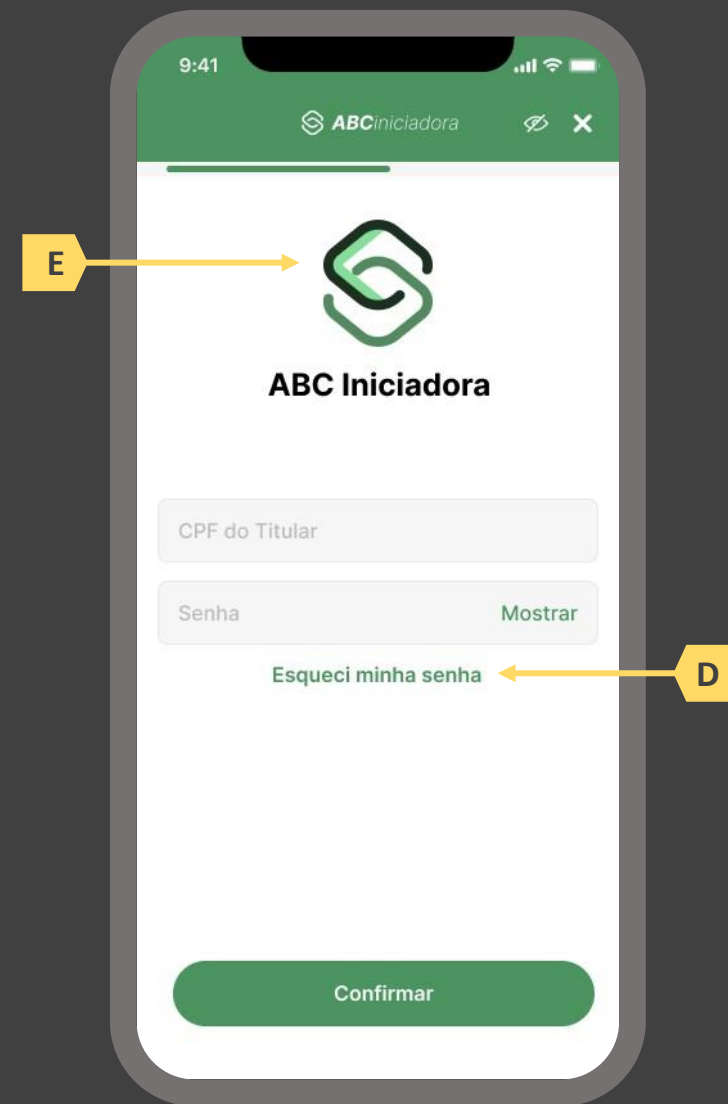 9:41
ABCiniciadora
E
ABC Iniciadora
CPF do Titular
Senha Mostrar
Esqueci minha senha
D
Confirmar